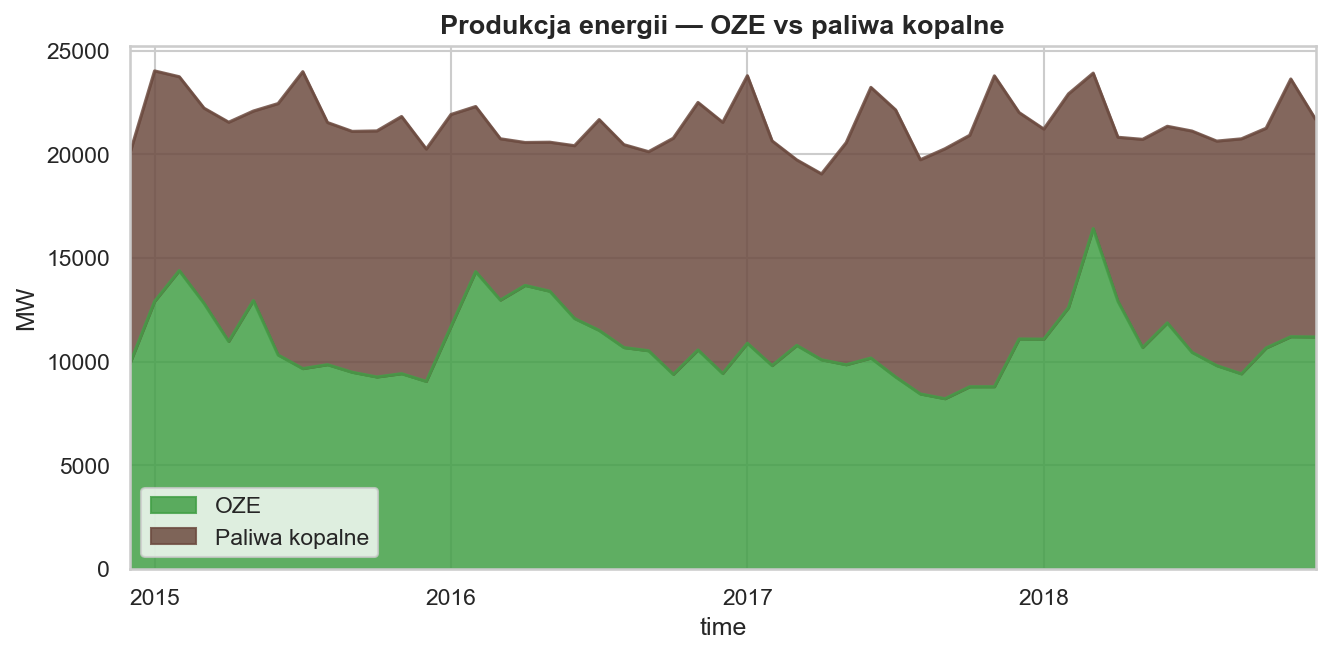 Produkcja energii — OZE vs paliwa kopalne
25000
20000
15000
10000
5000
0
MW
OZE
Paliwa kopalne
2015
2016
2017
2018
time